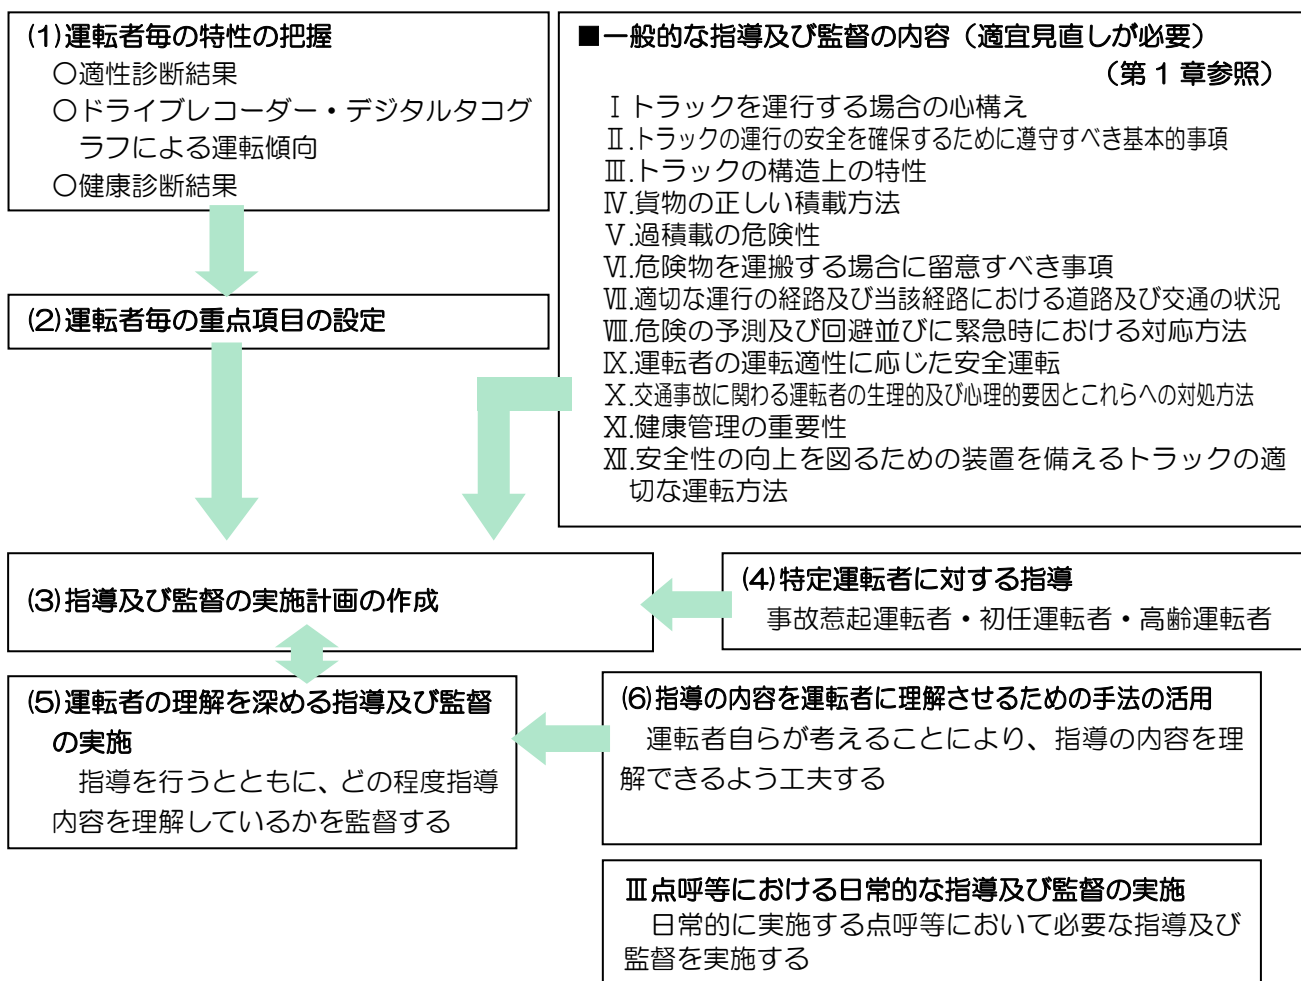 (1)運転者毎の特性の把握
〇適性診断結果
〇ドライブレコーダー・デジタルタコグ
ラフによる運転傾向
〇健康診断結果
(2)運転者毎の重点項目の設定
■一般的な指導及び監督の内容（適宜見直しが必要）
（第１章参照）
Ⅰトラックを運行する場合の心構え
Ⅱ.トラックの運行の安全を確保するために遵守すべき基本的事項
Ⅲ.トラックの構造上の特性
Ⅳ.貨物の正しい積載方法
Ⅴ.過積載の危険性
Ⅵ.危険物を運搬する場合に留意すべき事項
Ⅶ.適切な運行の経路及び当該経路における道路及び交通の状況
Ⅷ.危険の予測及び回避並びに緊急時における対応方法
Ⅸ.運転者の運転適性に応じた安全運転
Ⅹ.交通事故に関わる運転者の生理的及び心理的要因とこれらへの対処方法
Ⅺ.健康管理の重要性
Ⅻ.安全性の向上を図るための装置を備えるトラックの適
切な運転方法
(3)指導及び監督の実施計画の作成
(4)特定運転者に対する指導
事故惹起運転者・初任運転者・高齢運転者
(5)運転者の理解を深める指導及び監督
の実施
指導を行うとともに、どの程度指導
内容を理解しているかを監督する
(6)指導の内容を運転者に理解させるための手法の活用
運転者自らが考えることにより、指導の内容を理
解できるよう工夫する
Ⅲ点呼等における日常的な指導及び監督の実施
日常的に実施する点呼等において必要な指導及び
監督を実施する